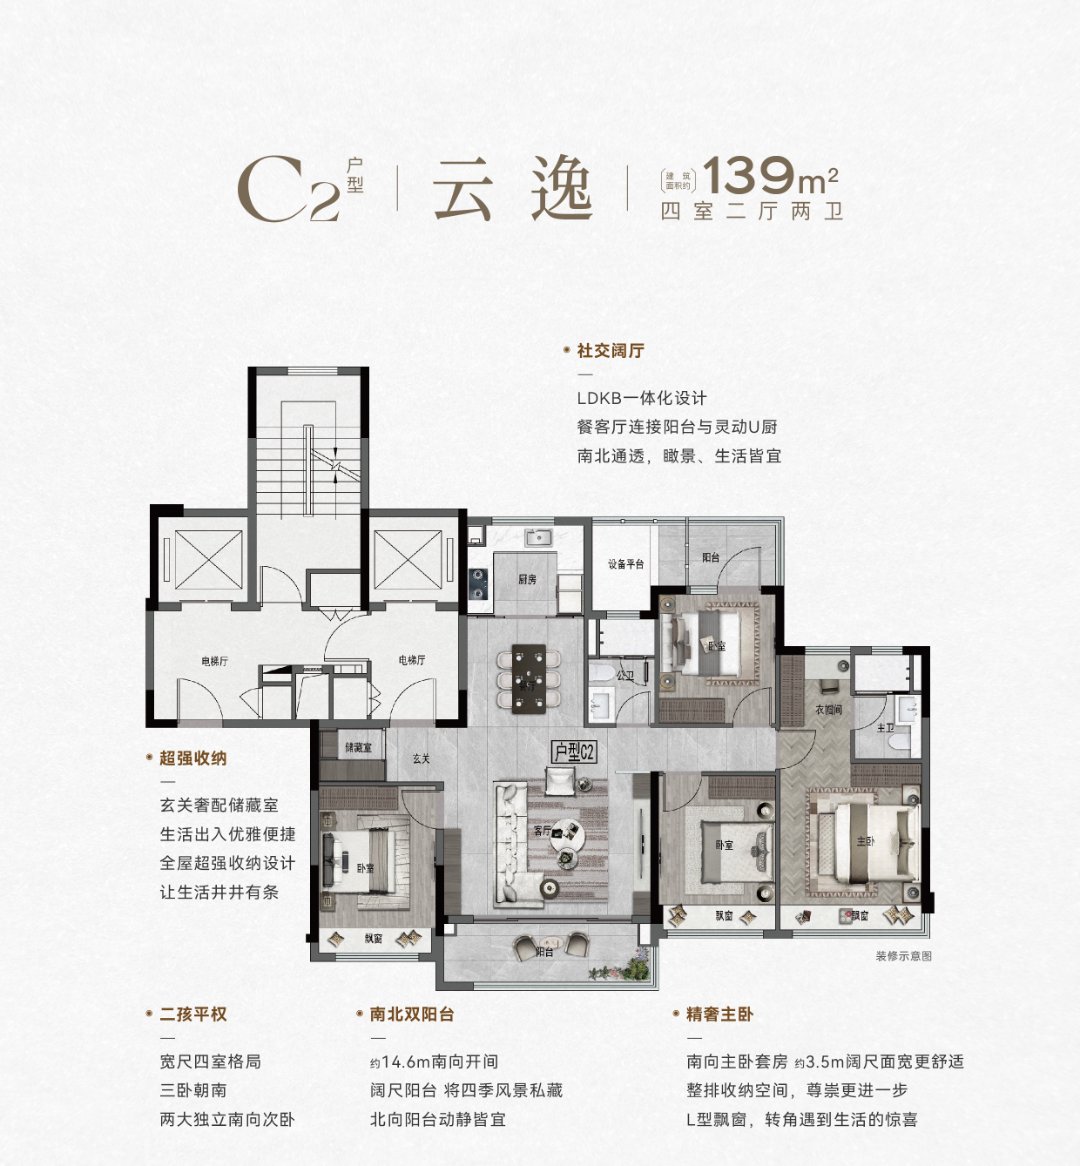 C2 户型
云逸
建筑面积约 139m²
四室二厅两卫
社交阔厅
LDKB一体化设计
餐客厅连接阳台与灵动U厨
南北通透，瞰景、生活皆宜
厨房
设备平台
阳台
电梯厅
电梯厅
餐厅
公卫
卧室
衣帽间
主卫
储藏室
玄关
户型C2
客厅
卧室
卧室
主卧
飘窗
飘窗
飘窗
阳台
装修示意图
超强收纳
玄关奢配储藏室
生活出入优雅便捷
全屋超强收纳设计
让生活井井有条
二孩平权
宽尺四室格局
三卧朝南
两大独立南向次卧
南北双阳台
约14.6m南向开间
阔尺阳台 将四季风景私藏
北向阳台动静皆宜
精奢主卧
南向主卧套房 约3.5m阔尺面宽更舒适
整排收纳空间，尊崇更进一步
L型飘窗，转角遇到生活的惊喜